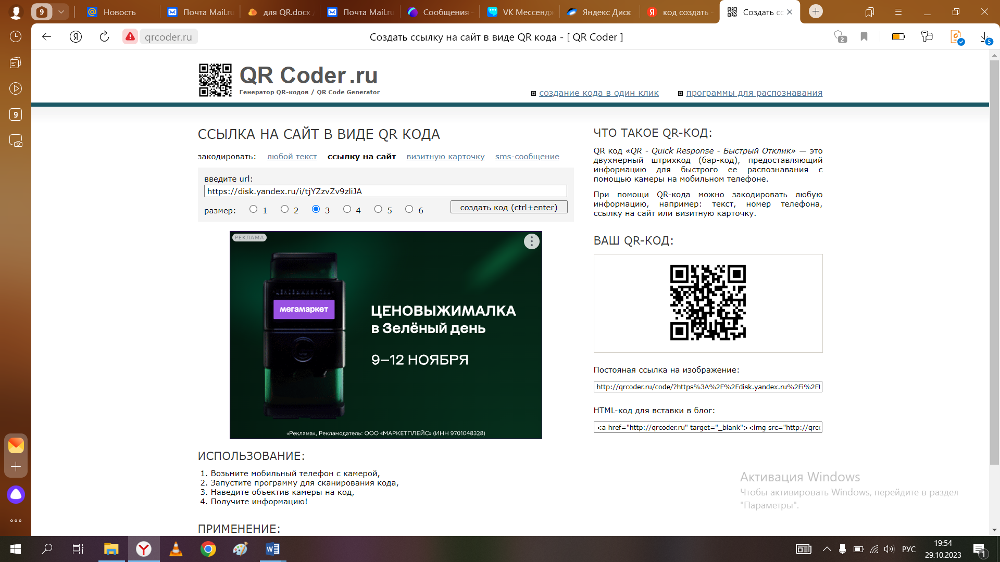 9
Новость
Почта Mail.ru
для QR.docx
Почта Mail.ru
Сообщения
VK Мессендж
Яндекс Диск
код создать
Создать сс
qrcoder.ru
Создать ссылку на сайт в виде QR кода - [ QR Coder ]
2
5
9
QR Coder.ru
Генератор QR-кодов / QR Code Generator
создание кода в один клик
программы для распознавания
ССЫЛКА НА САЙТ В ВИДЕ QR КОДА
закодировать: любой текст ссылку на сайт визитную карточку sms-сообщение
введите url:
https://disk.yandex.ru/i/tjYZzvZv9zliJA
размер: 1 2 3 4 5 6
создать код (ctrl+enter)
РЕКЛАМА
мегамаркет
ЦЕНОВЫЖИМАЛКА
в Зелёный день
9–12 НОЯБРЯ
«Реклама», Рекламодатель: ООО «МАРКЕТПЛЕЙС» (ИНН 9701048328)
ИСПОЛЬЗОВАНИЕ:
1. Возьмите мобильный телефон с камерой,
2. Запустите программу для сканирования кода,
3. Наведите объектив камеры на код,
4. Получите информацию!
ПРИМЕНЕНИЕ:
ЧТО ТАКОЕ QR-КОД:
QR код «QR - Quick Response - Быстрый Отклик» — это
двухмерный штрихкод (бар-код), предоставляющий
информацию для быстрого ее распознавания с
помощью камеры на мобильном телефоне.
При помощи QR-кода можно закодировать любую
информацию, например: текст, номер телефона,
ссылку на сайт или визитную карточку.
ВАШ QR-КОД:
Постояная ссылка на изображение:
http://qrcoder.ru/code/?https%3A%2F%2Fdisk.yandex.ru%2Fi%2Ft
HTML-код для вставки в блог:
<a href="http://qrcoder.ru" target="_blank"><img src="http://qrcc
Активация Windows
Чтобы активировать Windows, перейдите в раздел
"Параметры".
РУС
19:54
29.10.2023
1